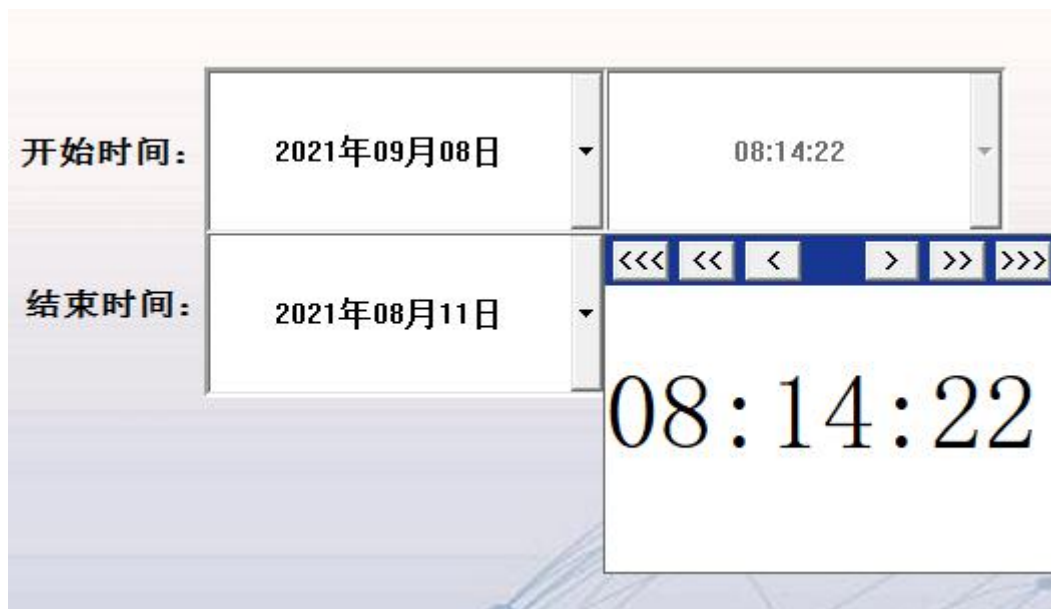 开始时间：
2021年09月08日
08:14:22
<<< << < > >> >>>
结束时间：
2021年08月11日
08:14:22